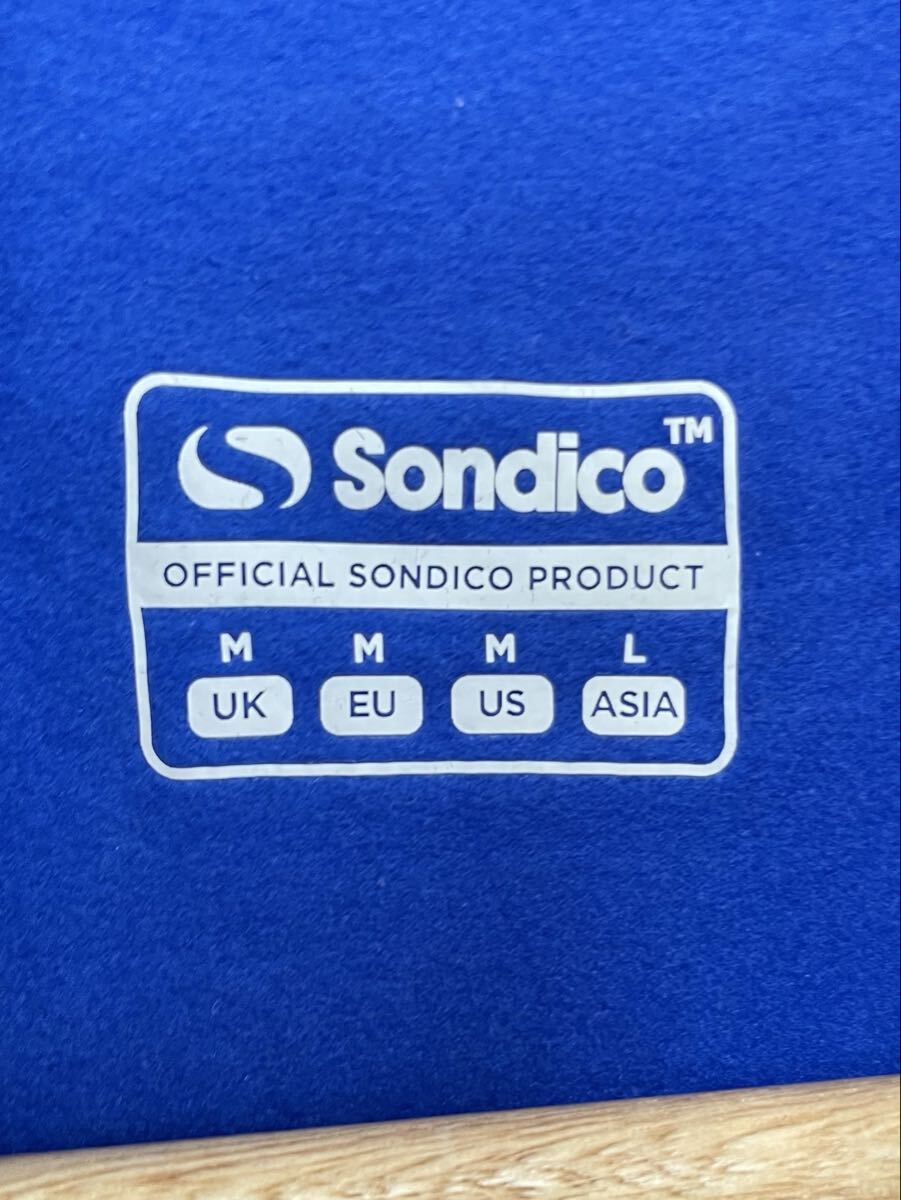 Sondico™
OFFICIAL SONDICO PRODUCT
M M M L
UK EU US ASIA